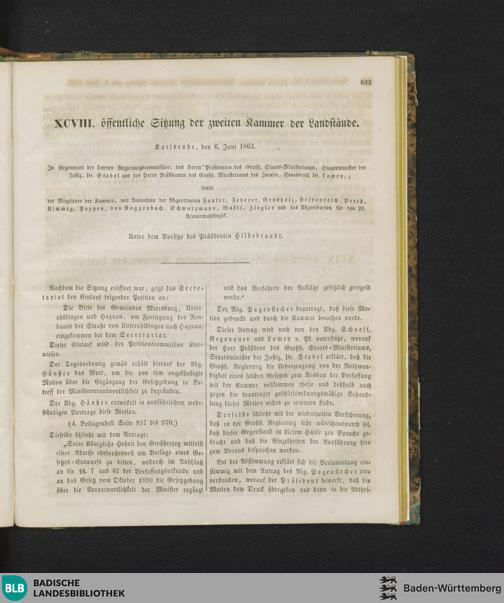 623
XCVIII. öffentliche Sitzung der zweiten Kammer der Landstände.
Karlsruhe, den 6. Juni 1863.
In Gegenwart der Herren Regierungscommissäre: des Herrn Präsidenten des Großh. Staats-Ministeriums, Staatsminister der
Justiz, Dr. Stabel und des Herrn Präsidenten des Großh. Ministeriums des Innern, Staatsrath Dr. Lamey,;
sowie
der Mitglieder der Kammer, mit Ausnahme der Abgeordneten Fauler, Federer, Grosholz, Heidenreich, Herth,
Kimmig, Poppen, von Roggenbach, Schwarzmann, Walli, Ziegler und des Abgeordneten für den 20.
Aemterwahlbezirk.
Unter dem Vorsitze des Präsidenten Hildebrandt.
Nachdem die Sitzung eröffnet war, zeigt das Secre-
tariat den Einlauf folgender Petition an:
Die Bitte der Gemeinden Meersburg, Unter-
uhldingen und Hagnau, um Fortsetzung des Neu-
baues der Straße von Unteruhldingen nach Hagnau,
eingekommen bei dem Secretariat.
Dieser Einlauf wird der Petitionscommission über-
wiesen.
Der Tagesordnung gemäß erhält hierauf der Abg.
Häusser das Wort, um die von ihm angekündigte
Motion über die Ergänzung der Gesetzgebung in Be-
treff der Ministerverantwortlichkeit zu begründen.
Der Abg. Häusser entwickelt in ausführlichem mehr-
stündigen Vortrage diese Motion.
(4. Beilagenheft Seite 957 bis 970.)
Dieselbe schließt mit dem Antrage:
„Seine Königliche Hoheit den Großherzog mittelst
einer Adresse ehrfurchtsvoll um Vorlage eines Ge-
setzes-Entwurfs zu bitten, wodurch im Anschluß
an die §§. 7 und 67 der Verfassungsurkunde und
an das Gesetz vom Oktober 1820 die Gesetzgebung
über die Verantwortlichkeit der Minister ergänzt
und das Verfahren der Anklage gesetzlich geregelt
werde.“
Der Abg. Pagenstecher beantragt, daß diese Mo-
tion gedruckt und durch die Kammer berathen werde.
Dieser Antrag wird noch von den Abg. Schaaff,
Regenauer und Lamey v. Pf. unterstützt, worauf
der Herr Präsident des Großh. Staats-Ministeriums,
Staatsminister der Justiz, Dr. Stabel erklärt, daß die
Großh. Regierung die Ueberzeugung von der Nothwen-
digkeit eines solchen Gesetzes zum Ausbau der Verfassung
mit der Kammer vollkommen theile und deßhalb auch
gegen die beantragte geschäftsordnungsmäßige Behand-
lung dieser Motion nichts zu erinnern finde.
Derselbe schließt mit der wiederholten Versicherung,
daß es der Großh. Regierung sehr wünschenswerth sei,
daß dieser Gegenstand in diesem Hause zur Sprache ge-
bracht und daß die Einzelheiten der Ausführung hier
zum Voraus besprochen werden.
Bei der Abstimmung erklärt sich die Versammlung ein-
stimmig mit dem Antrag des Abg. Pagenstecher ein-
verstanden, worauf der Präsident bemerkt, daß die
Motion dem Druck übergeben und dann in die Abthei-
BLB
BADISCHE
LANDESBIBLIOTHEK
Baden-Württemberg